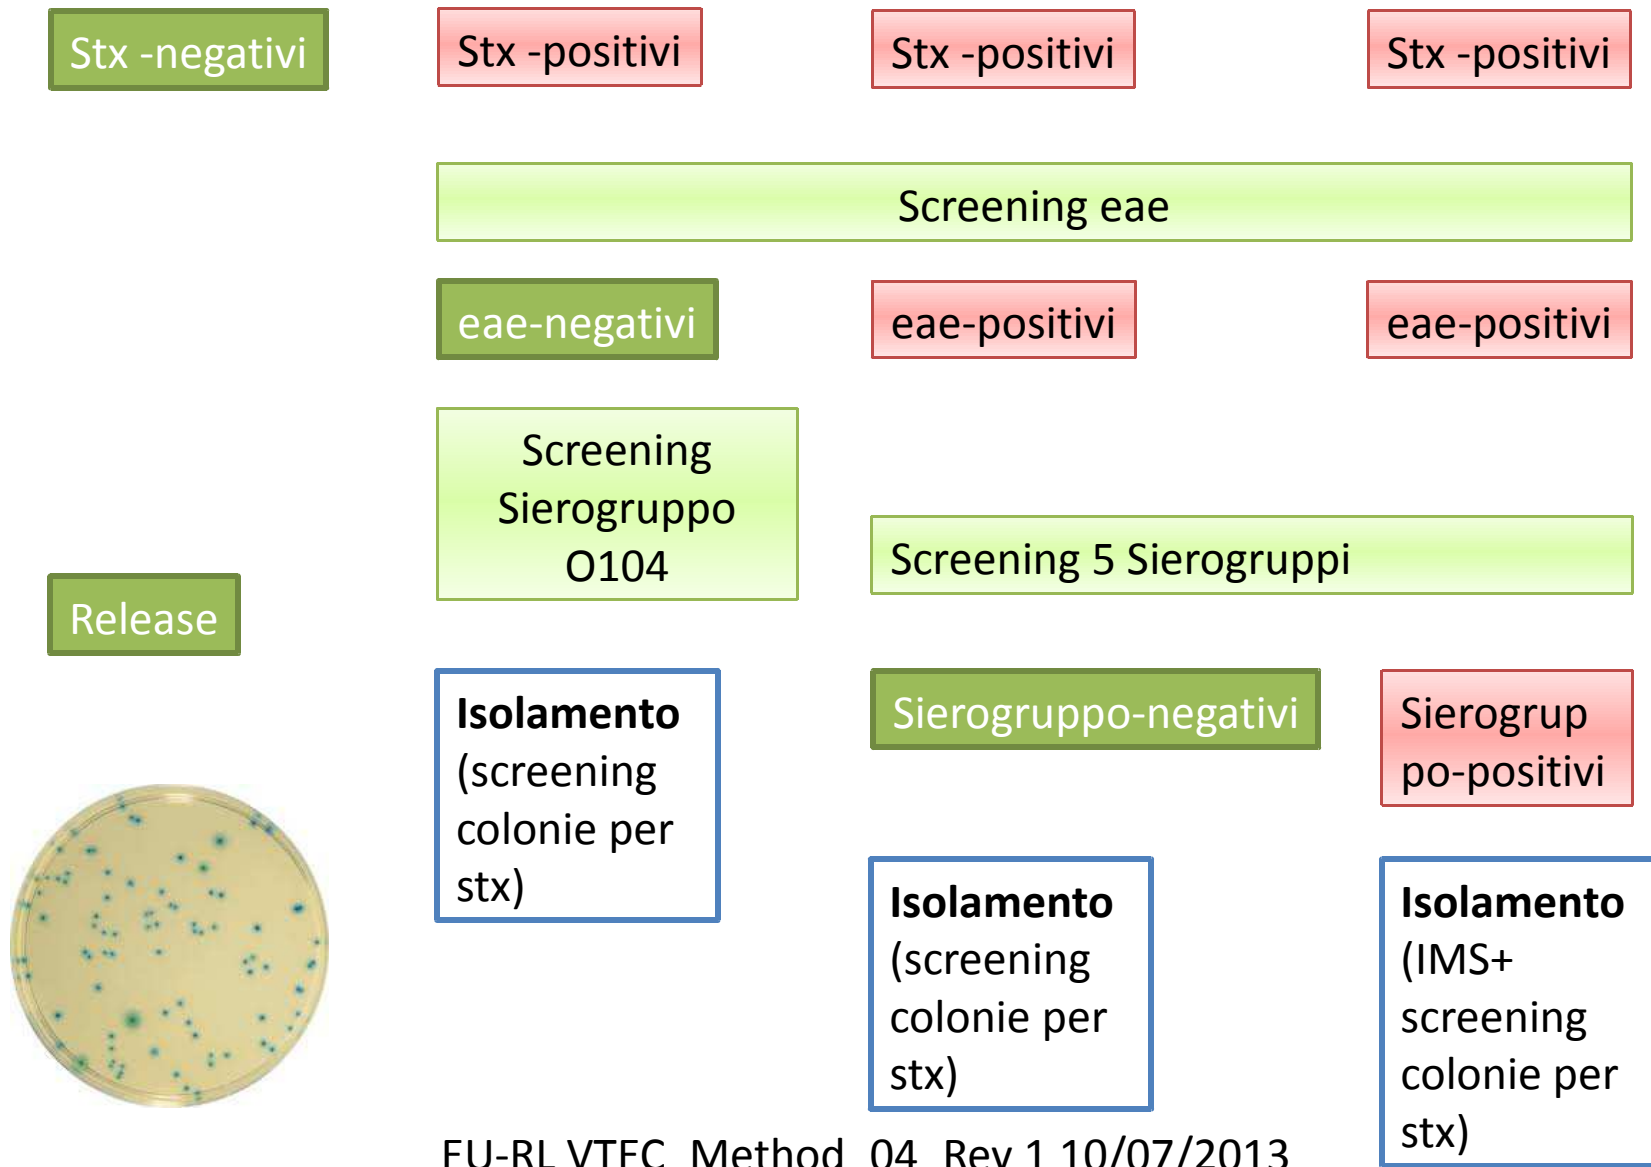 Stx -negativi
Stx -positivi
Stx -positivi
Stx -positivi
Screening eae
eae-negativi
eae-positivi
eae-positivi
Screening
Sierogruppo
O104
Screening 5 Sierogruppi
Release
Isolamento
(screening
colonie per
stx)
Sierogruppo-negativi
Sierogrup
po-positivi
Isolamento
(screening
colonie per
stx)
Isolamento
(IMS+
screening
colonie per
stx)
EU-RL VTEC_Method_04_Rev 1 10/07/2013